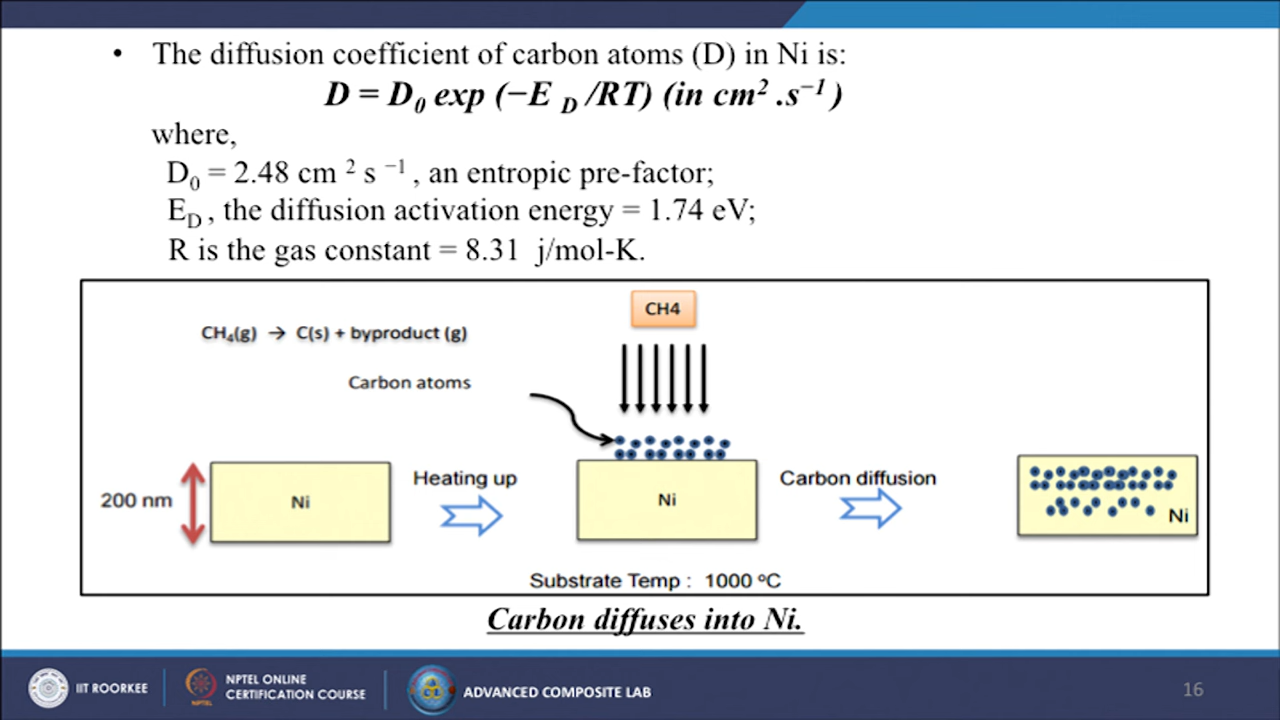 • The diffusion coefficient of carbon atoms (D) in Ni is:
D = D₀ exp (−E D /RT) (in cm² .s⁻¹ )
where,
D₀ = 2.48 cm ² s ⁻¹ , an entropic pre-factor;
E_D , the diffusion activation energy = 1.74 eV;
R is the gas constant = 8.31 j/mol-K.
CH4
CH₄(g) → C(s) + byproduct (g)
Carbon atoms
200 nm
Ni
Heating up
Ni
Carbon diffusion
Ni
Substrate Temp : 1000 ºC
Carbon diffuses into Ni.
IIT ROORKEE
NPTEL ONLINE
CERTIFICATION COURSE
NPTEL
ADVANCED COMPOSITE LAB
16